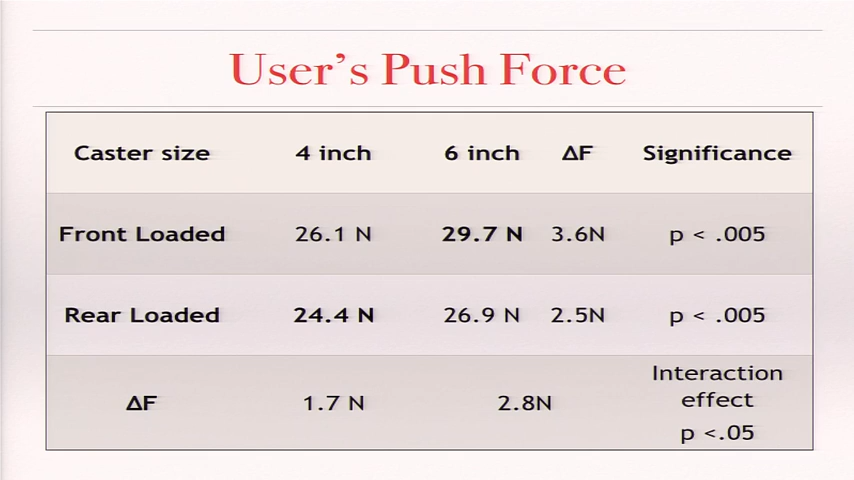 User's Push Force
Caster size 4 inch 6 inch ΔF Significance
Front Loaded 26.1 N 29.7 N 3.6N p < .005
Rear Loaded 24.4 N 26.9 N 2.5N p < .005
ΔF 1.7 N 2.8N Interaction effect p <.05